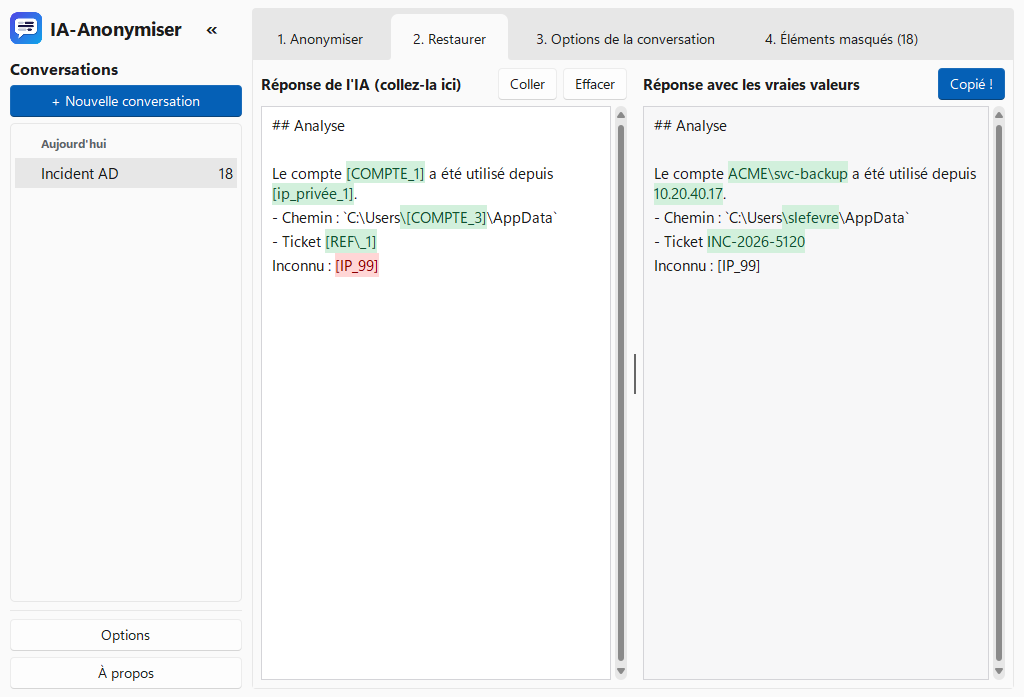 IA-Anonymiser «
Conversations
+ Nouvelle conversation
Aujourd'hui
Incident AD 18
Options
À propos
1. Anonymiser 2. Restaurer 3. Options de la conversation 4. Éléments masqués (18)
Réponse de l'IA (collez-la ici) Coller Effacer
## Analyse
Le compte [COMPTE_1] a été utilisé depuis
[ip_privée_1].
- Chemin : `C:\Users\[COMPTE_3]\AppData`
- Ticket [REF\_1]
Inconnu : [IP_99]
Réponse avec les vraies valeurs Copié !
## Analyse
Le compte ACME\svc-backup a été utilisé depuis
10.20.40.17.
- Chemin : `C:\Users\slefevre\AppData`
- Ticket INC-2026-5120
Inconnu : [IP_99]